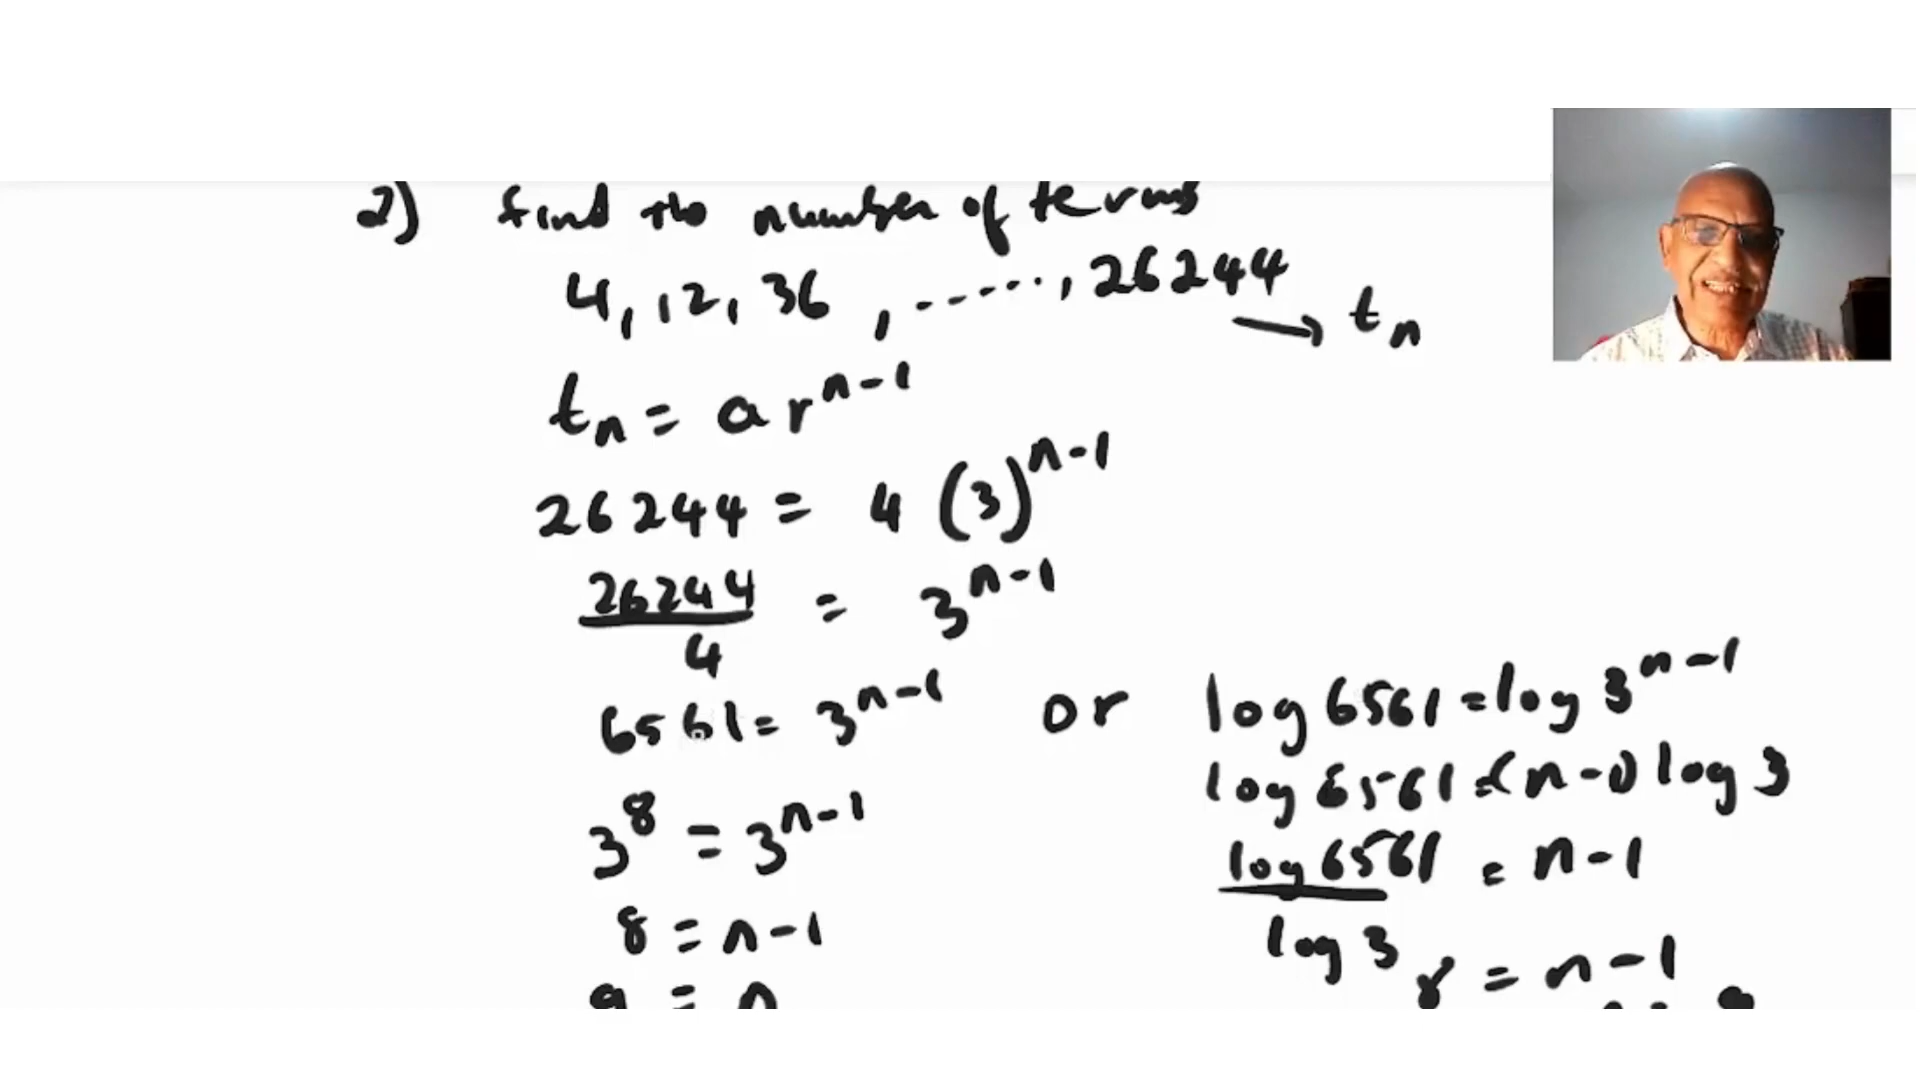 2) find the number of terms
4, 12, 36, ......, 26244 → tn
tn = ar^n-1
26244 = 4 (3)^n-1
26244/4 = 3^n-1
6561 = 3^n-1 or log 6561 = log 3^n-1
log 6561 = (n-1) log 3
3^8 = 3^n-1
log 6561/log 3 = n-1
8 = n-1
8 = n-1
9 = n